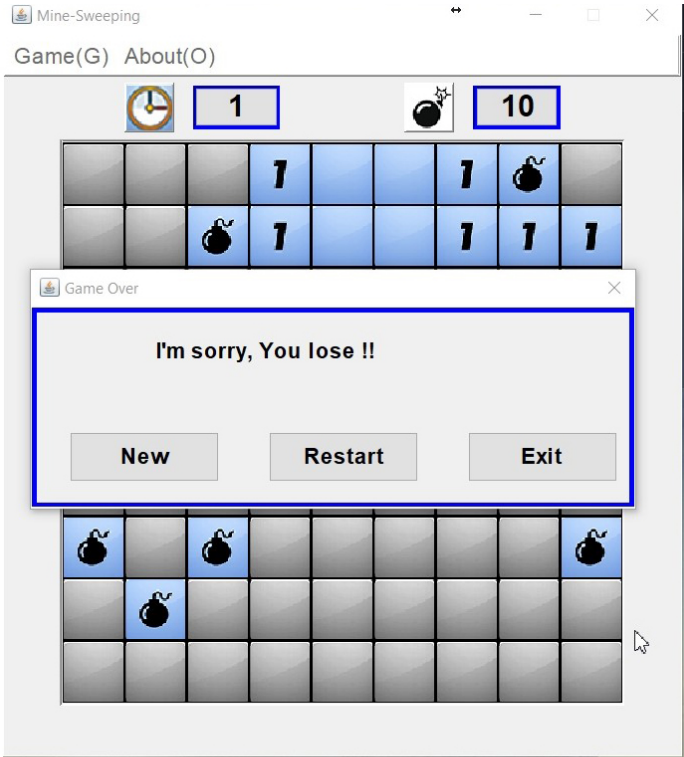 Mine-Sweeping
Game(G) About(O)
1 10
1 1
1 1 1 1
Game Over
I'm sorry, You lose !!
New Restart Exit